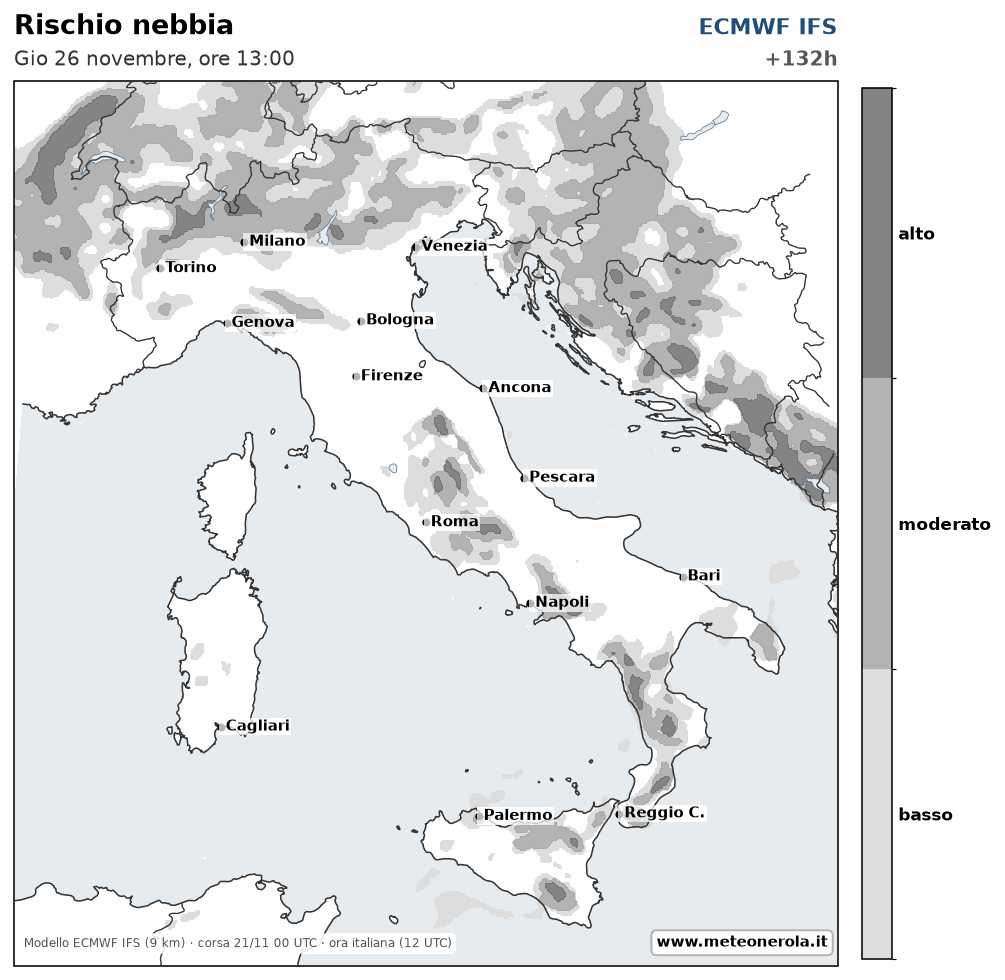 Rischio nebbia
ECMWF IFS
Gio 26 novembre, ore 13:00
+132h
Milano
Venezia
Torino
Genova
Bologna
Firenze
Ancona
Pescara
Roma
Bari
Napoli
Cagliari
Palermo
Reggio C.
alto
moderato
basso
Modello ECMWF IFS (9 km) · corsa 21/11 00 UTC · ora italiana (12 UTC)
www.meteonerola.it